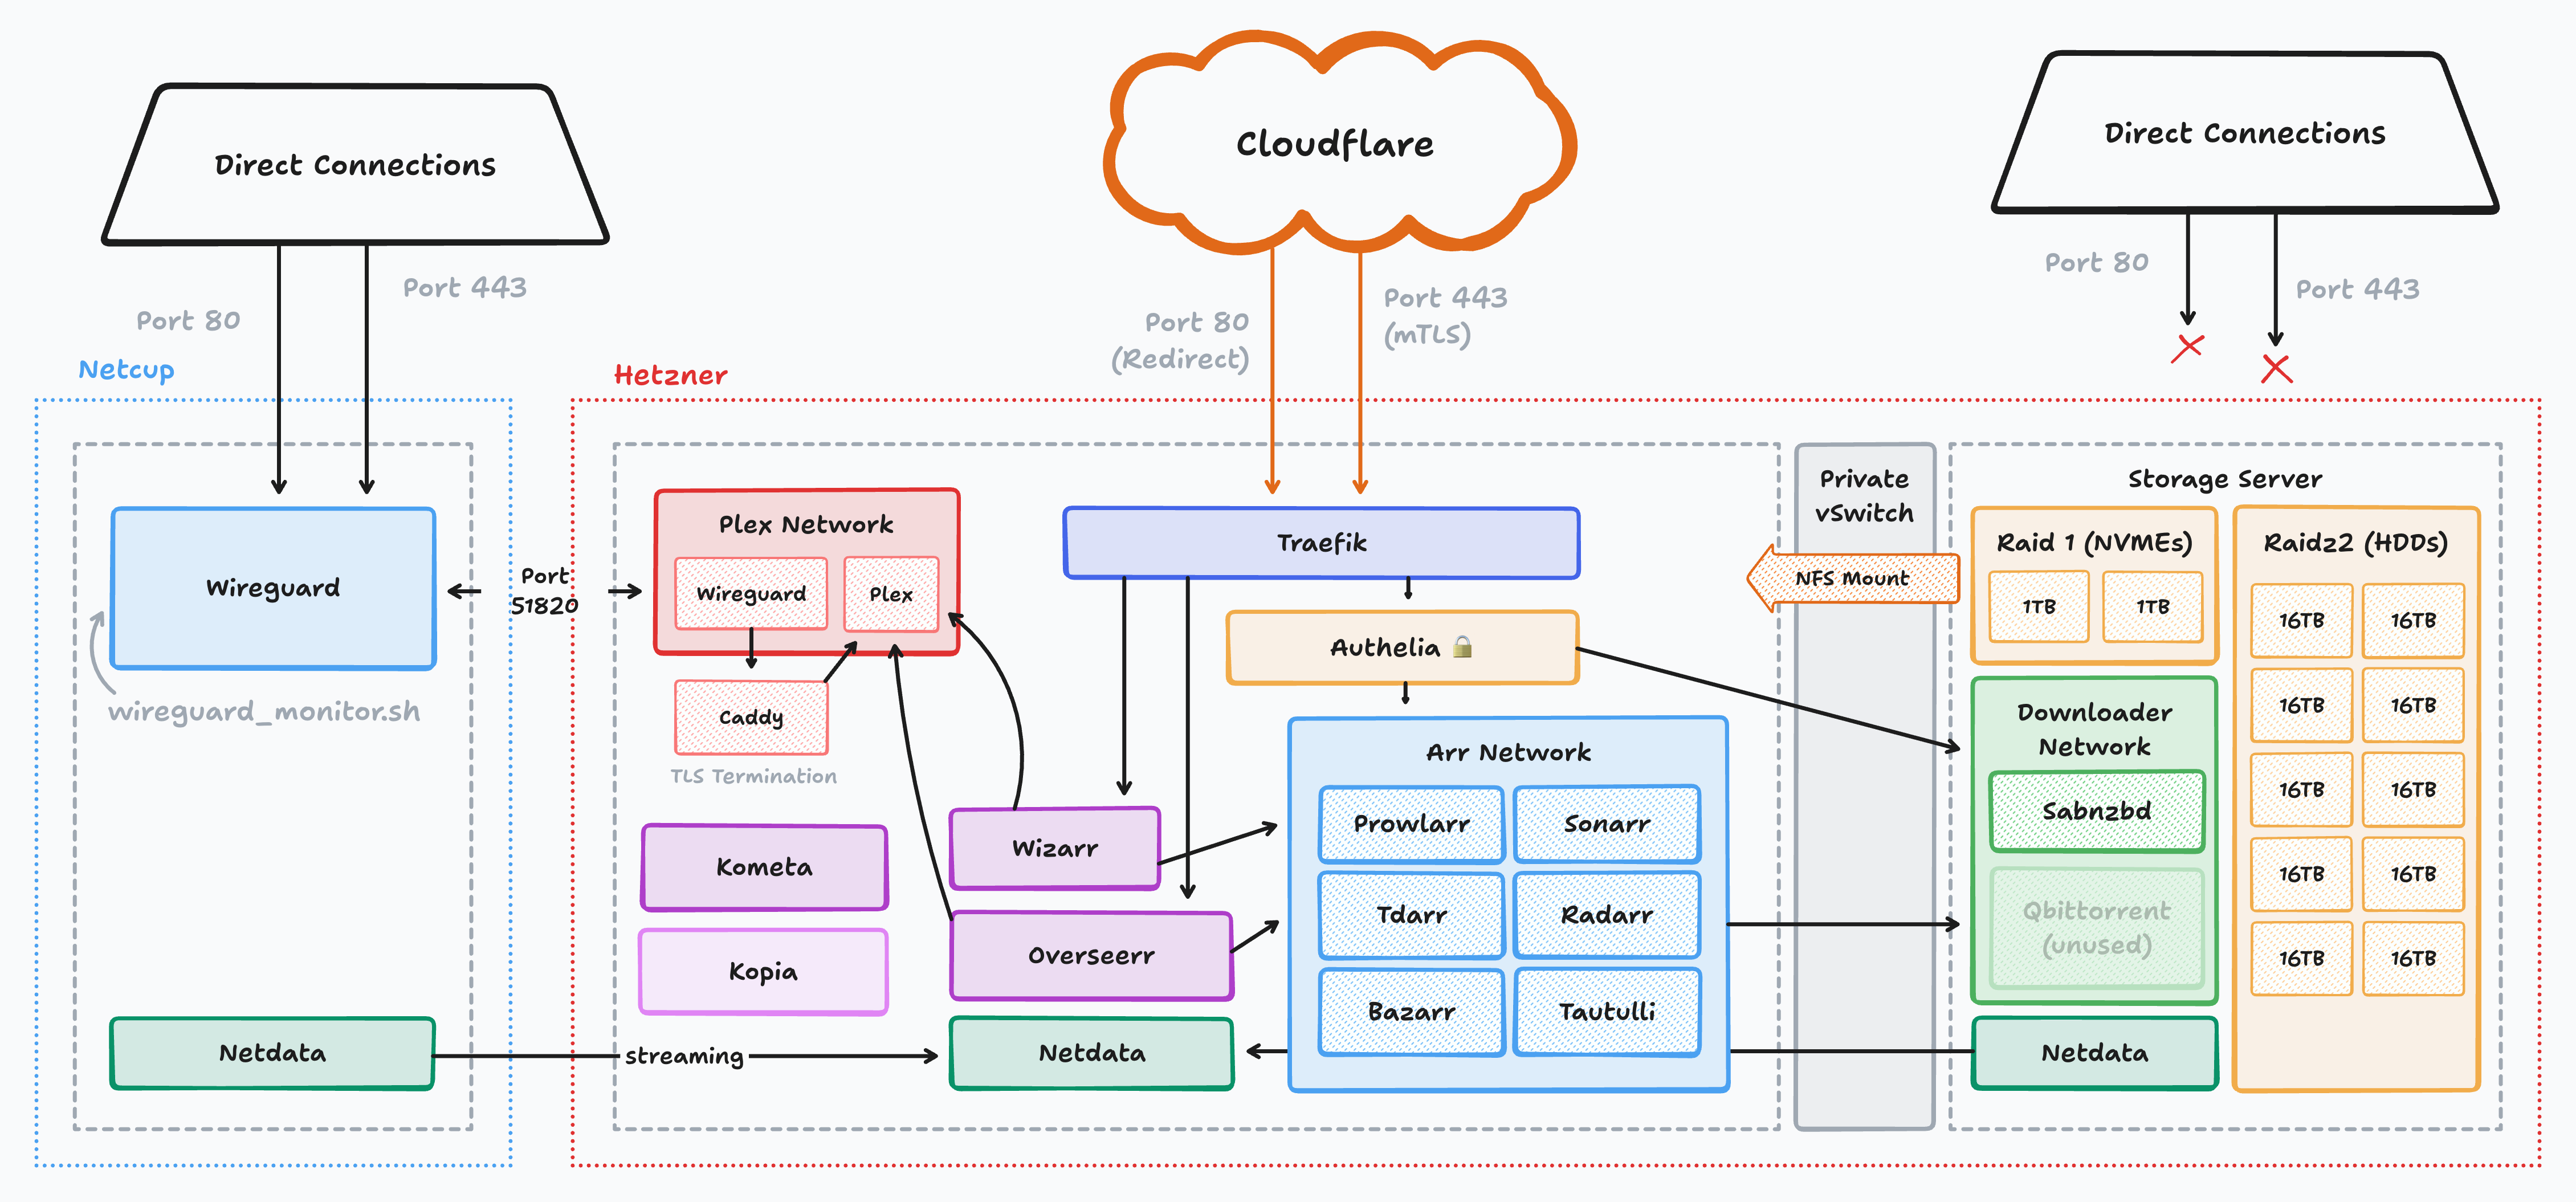 Direct Connections
Cloudflare
Direct Connections
Port 80
Port 443
Port 80
(Redirect)
Port 443
(mTLS)
Port 80
Port 443
Netcup
Hetzner
Wireguard
wireguard_monitor.sh
Netdata
Port
51820
streaming
Plex Network
Wireguard
Plex
Caddy
TLS Termination
Kometa
Kopia
Traefik
Authelia 🔒
Wizarr
Overseerr
Netdata
Arr Network
Prowlarr
Sonarr
Tdarr
Radarr
Bazarr
Tautulli
Private
vSwitch
NFS Mount
Storage Server
Raid 1 (NVMEs)
1TB
1TB
Downloader
Network
Sabnzbd
Qbittorrent
(unused)
Netdata
Raidz2 (HDDs)
16TB
16TB
16TB
16TB
16TB
16TB
16TB
16TB
16TB
16TB